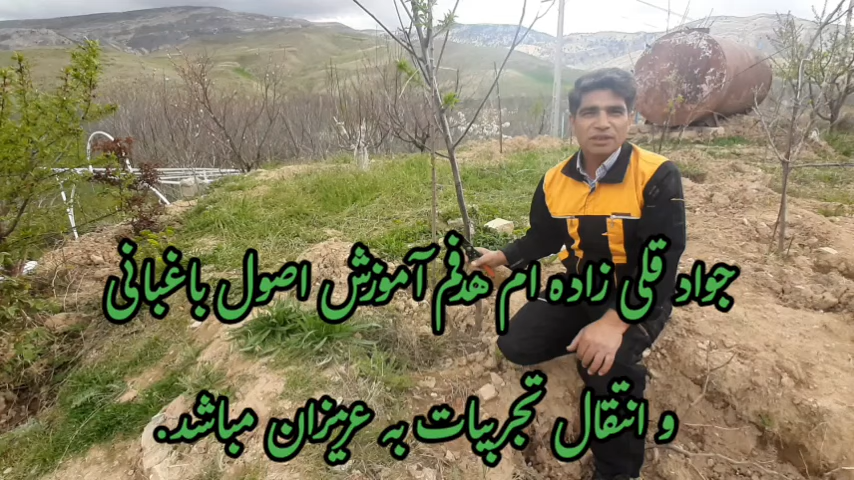 جواد قلی زاده ام هدفم آموزش اصول باغبانی
و انتقال تجربیات به عزیزان مباشد.